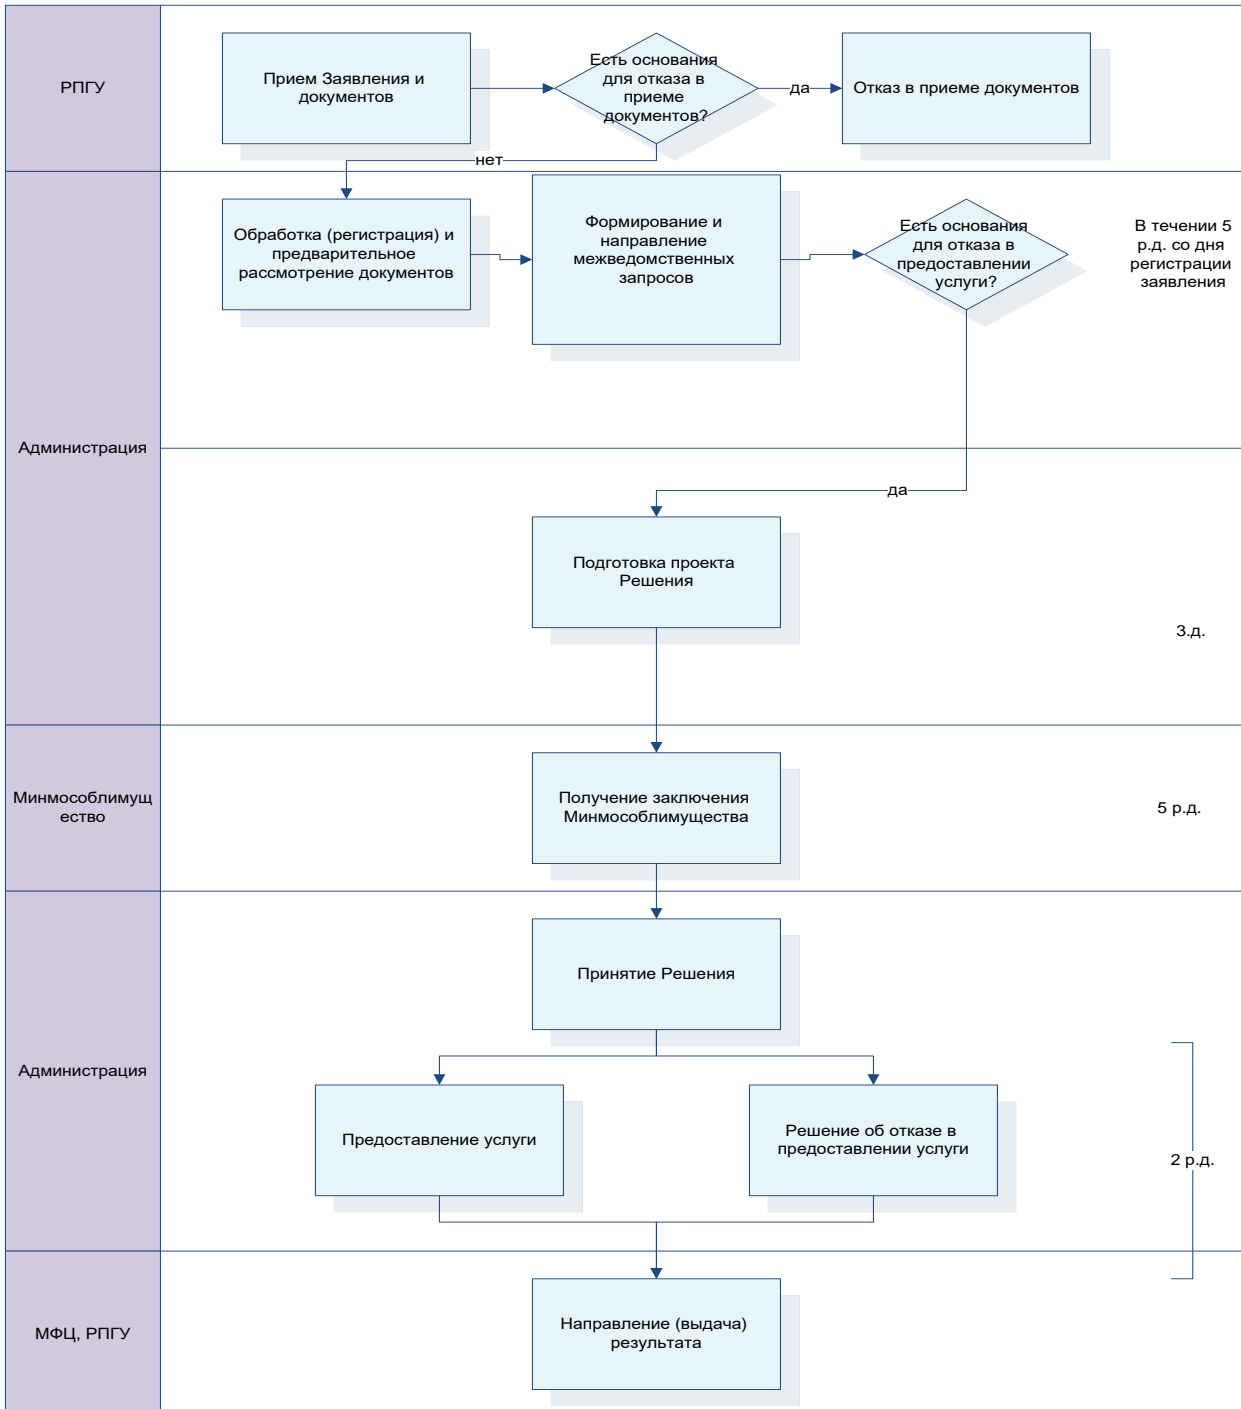 РПГУ
Прием Заявления и
документов
Есть основания
для отказа в
приеме
документов?
да
Отказ в приеме документов
нет
Администрация
Обработка (регистрация) и
предварительное
рассмотрение документов
Формирование и
направление
межведомственных
запросов
Есть основания
для отказа в
предоставлении
услуги?
В течении 5
р.д. со дня
регистрации
заявления
да
Подготовка проекта
Решения
3.д.
Минмособлимущ
ество
Получение заключения
Минмособлимущества
5 р.д.
Администрация
Принятие Решения
Предоставление услуги
Решение об отказе в
предоставлении услуги
2 р.д.
МФЦ, РПГУ
Направление (выдача)
результата